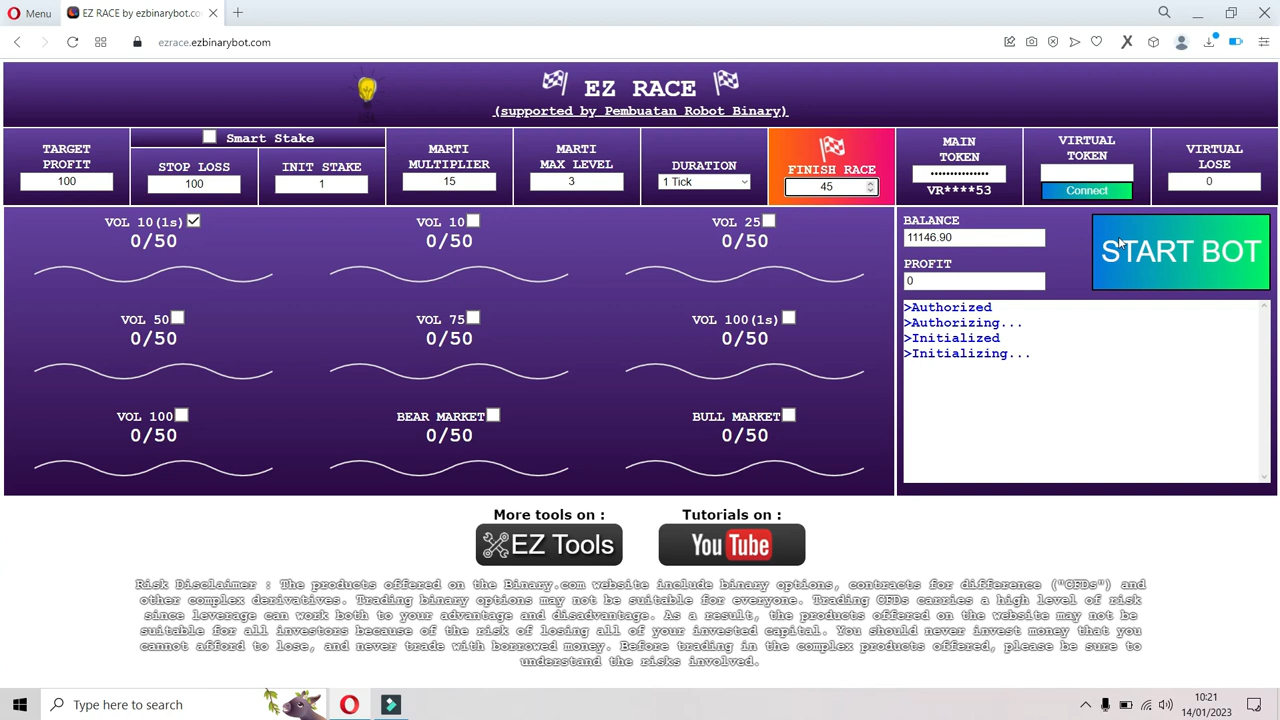 Menu
EZ RACE by ezbinarybot.co
ezrace.ezbinarybot.com
EZ RACE
(supported by Pembuatan Robot Binary)
TARGET
PROFIT
100
Smart Stake
STOP LOSS
100
INIT STAKE
1
MARTI
MULTIPLIER
15
MARTI
MAX LEVEL
3
DURATION
1 Tick
FINISH RACE
45
MAIN
TOKEN
•••••••••••••••
VR****53
VIRTUAL
TOKEN
Connect
VIRTUAL
LOSE
0
VOL 10(1s)
0/50
VOL 10
0/50
VOL 25
0/50
VOL 50
0/50
VOL 75
0/50
VOL 100(1s)
0/50
VOL 100
0/50
BEAR MARKET
0/50
BULL MARKET
0/50
BALANCE
11146.90
PROFIT
0
START BOT
>Authorized
>Authorizing...
>Initialized
>Initializing...
More tools on :
EZ Tools
Tutorials on :
YouTube
Risk Disclaimer : The products offered on the Binary.com website include binary options, contracts for difference ("CFDs") and
other complex derivatives. Trading binary options may not be suitable for everyone. Trading CFDs carries a high level of risk
since leverage can work both to your advantage and disadvantage. As a result, the products offered on the website may not be
suitable for all investors because of the risk of losing all of your invested capital. You should never invest money that you
cannot afford to lose, and never trade with borrowed money. Before trading in the complex products offered, please be sure to
understand the risks involved.
Type here to search
10:21
14/01/2023